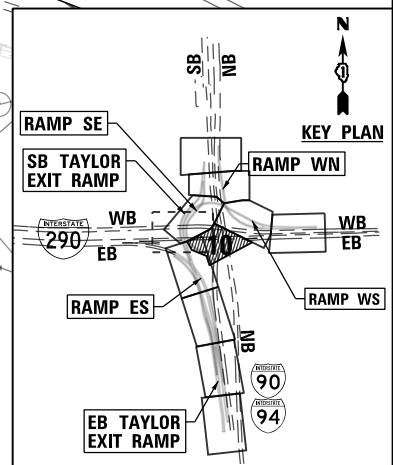 N
KEY PLAN
SB
NB
RAMP SE
SB TAYLOR
EXIT RAMP
RAMP WN
INTERSTATE
290
WB
EB
10
WB
EB
RAMP ES
RAMP WS
NB
INTERSTATE
90
INTERSTATE
94
EB TAYLOR
EXIT RAMP